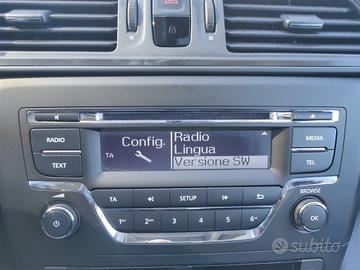 RADIO
TEXT
Config.
TA
Radio
Lingua
Versione SW
MEDIA
TEL
TA
SETUP
BROWSE
1
2
3
4
5
6
OK
subito